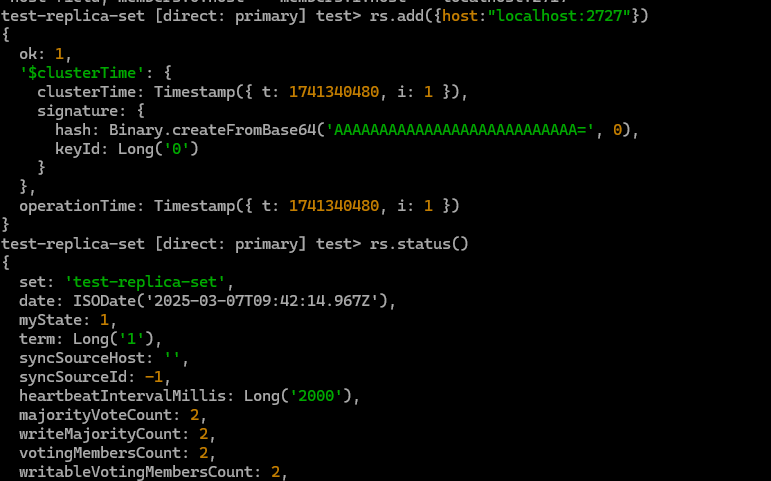 test-replica-set [direct: primary] test> rs.add({host:"localhost:2727"})
{
  ok: 1,
  '$clusterTime': {
    clusterTime: Timestamp({ t: 1741340480, i: 1 }),
    signature: {
      hash: Binary.createFromBase64('AAAAAAAAAAAAAAAAAAAAAAAAAAA=', 0),
      keyId: Long('0')
    }
  },
  operationTime: Timestamp({ t: 1741340480, i: 1 })
}
test-replica-set [direct: primary] test> rs.status()
{
  set: 'test-replica-set',
  date: ISODate('2025-03-07T09:42:14.967Z'),
  myState: 1,
  term: Long('1'),
  syncSourceHost: '',
  syncSourceId: -1,
  heartbeatIntervalMillis: Long('2000'),
  majorityVoteCount: 2,
  writeMajorityCount: 2,
  votingMembersCount: 2,
  writableVotingMembersCount: 2,